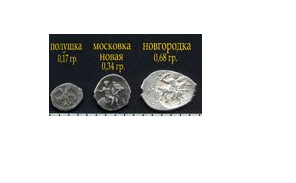 полушка
0,17 гр.
московка
новая
0,34 гр.
новгородка
0,68 гр.